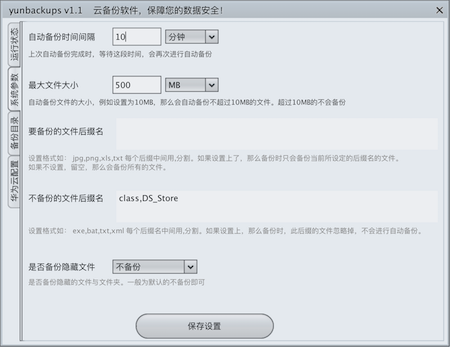 yunbackups v1.1 云备份软件，保障您的数据安全！
运行状态
系统参数
备份目录
华为云配置
自动备份时间间隔 10 分钟
上次自动备份完成时，等待这段时间，会再次进行自动备份
最大文件大小 500 MB
自动备份文件的大小，例如设置为10MB，那么会自动备份不超过10MB的文件。超过10MB的不会备份
要备份的文件后缀名
设置格式如： jpg,png,xls,txt 每个后缀中间用,分割。如果设置上了，那么备份时只会备份当前所设定的后缀名的文件。
如果不设置，留空，那么会备份所有的文件。
不备份的文件后缀名 class,DS_Store
设置格式如： exe,bat,txt,xml 每个后缀名中间用,分割。如果设置上，那么备份时，此后缀的文件忽略掉，不会进行自动备份。
是否备份隐藏文件 不备份
是否备份隐藏的文件与文件夹。一般为默认的不备份即可
保存设置